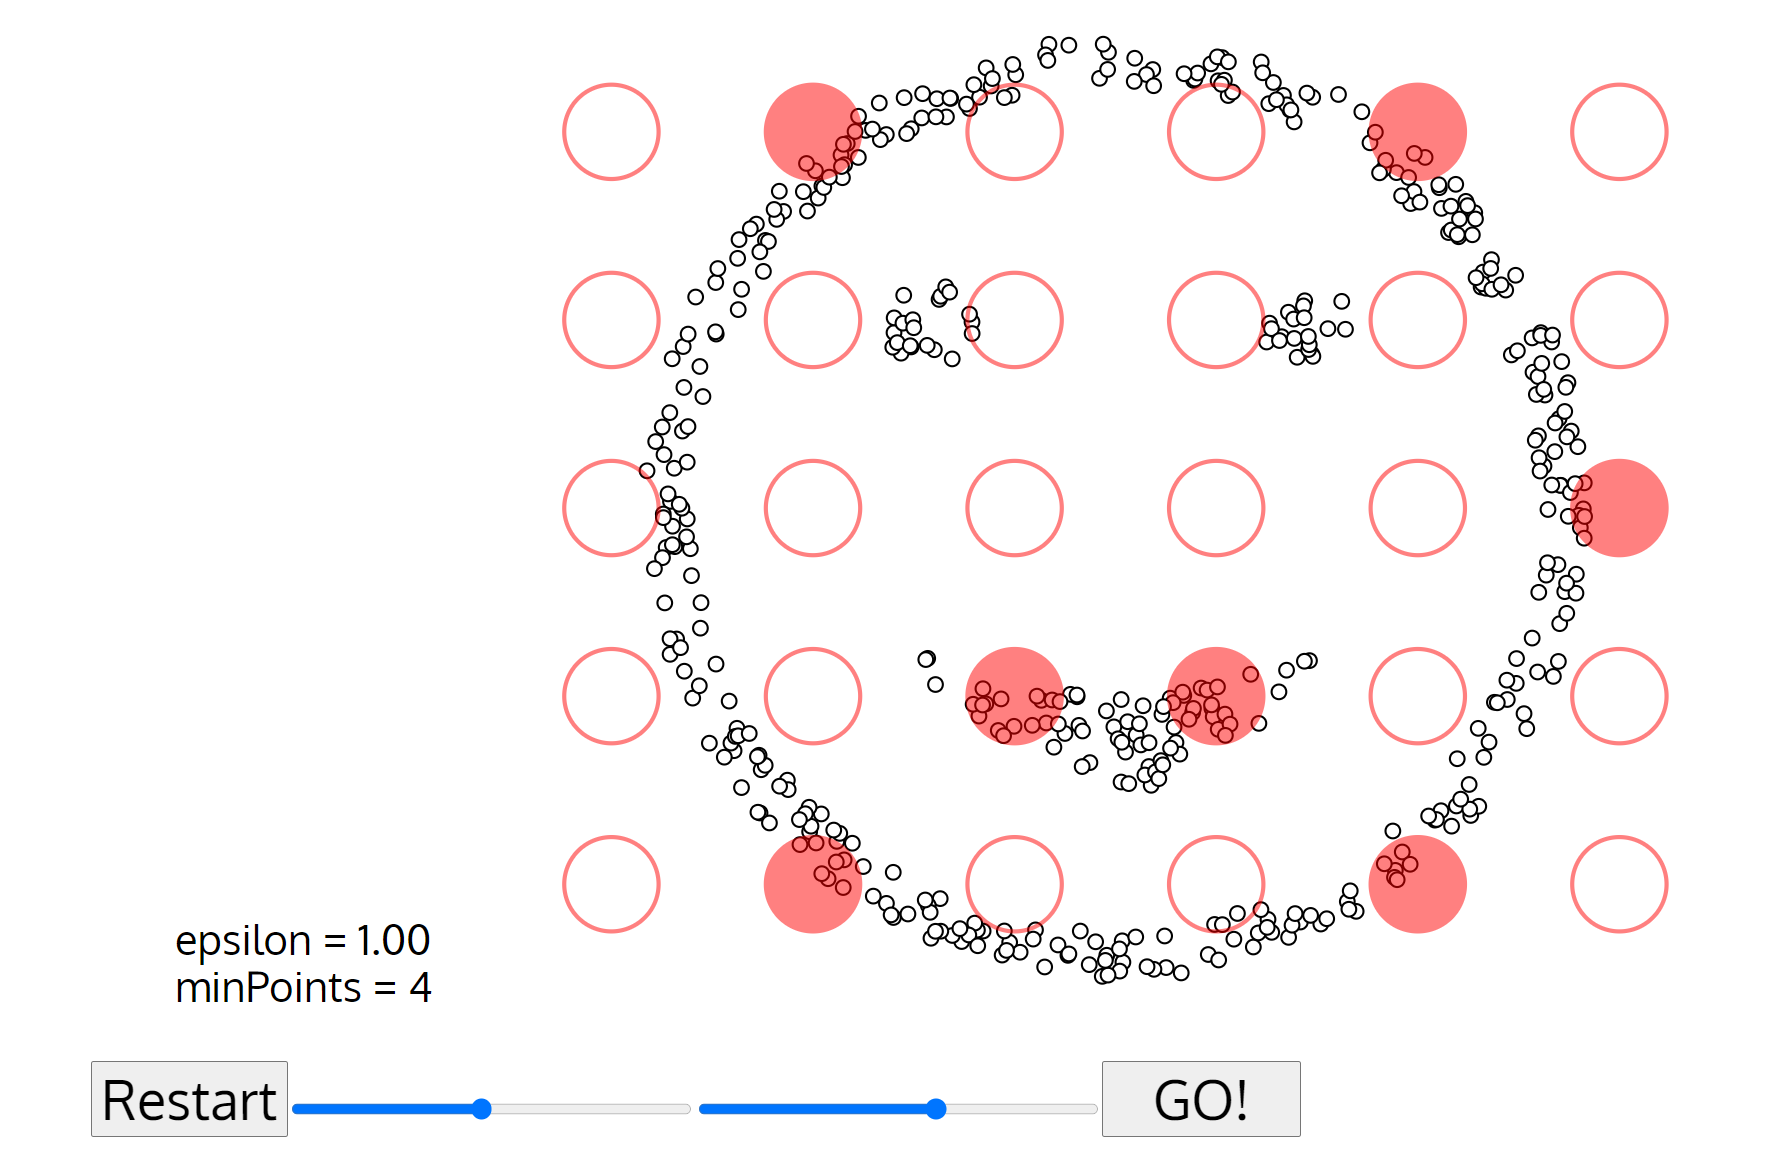 epsilon = 1.00
minPoints = 4
Restart
GO!